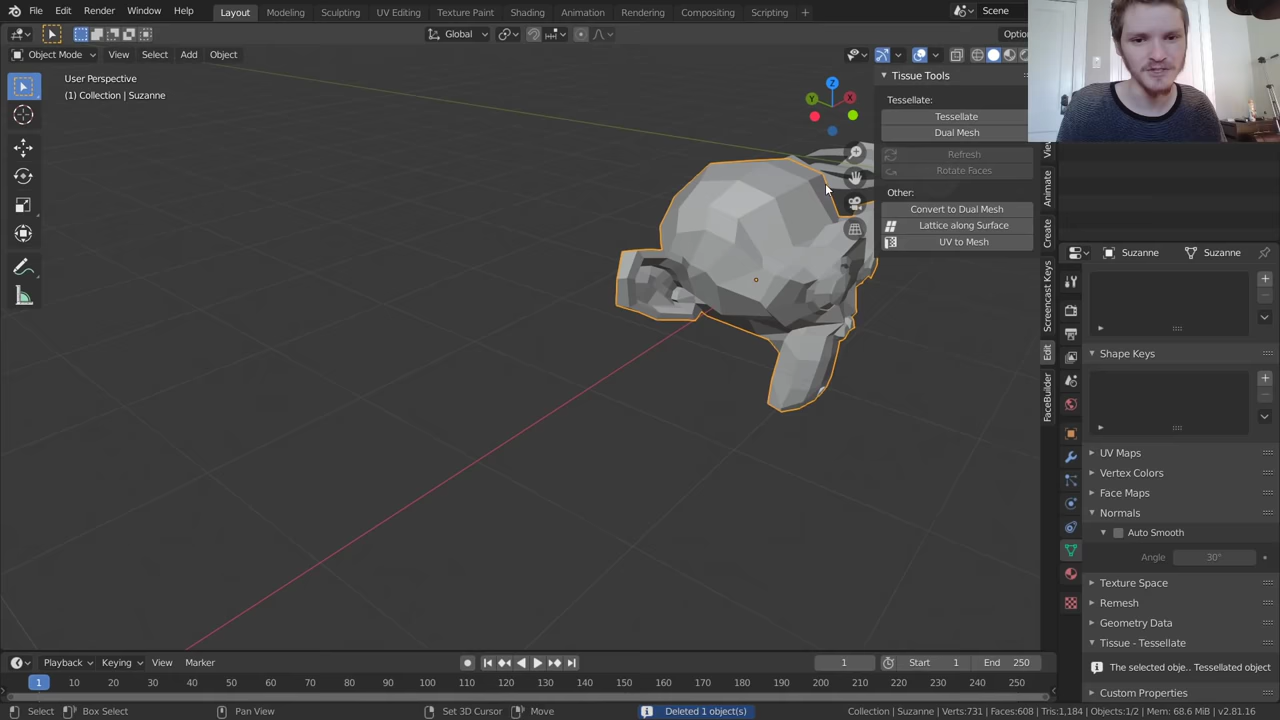 File Edit Render Window Help Layout Modeling Sculpting UV Editing Texture Paint Shading Animation Rendering Compositing Scripting + Scene
Global
Object Mode View Select Add Object
User Perspective
(1) Collection | Suzanne
Z
Y
X
Tissue Tools
Tessellate:
Tessellate
Dual Mesh
Refresh
Rotate Faces
Other:
Convert to Dual Mesh
Lattice along Surface
UV to Mesh
Animate
Create
Screencast Keys
Edit
FaceBuilder
Suzanne Suzanne
Shape Keys
UV Maps
Vertex Colors
Face Maps
Normals
Auto Smooth
Angle 30°
Texture Space
Remesh
Geometry Data
Tissue - Tessellate
The selected obje.. Tessellated object
Custom Properties
Playback Keying View Marker 1 Start 1 End 250
1 10 20 30 40 50 60 70 80 90 100 110 120 130 140 150 160 170 180 190 200 210 220 230 240 250
Select Box Select Pan View Set 3D Cursor Move Deleted 1 object(s) Collection | Suzanne | Verts:731 | Faces:608 | Tris:1,184 | Objects:1/2 | Mem: 68.6 MiB | v2.81.16